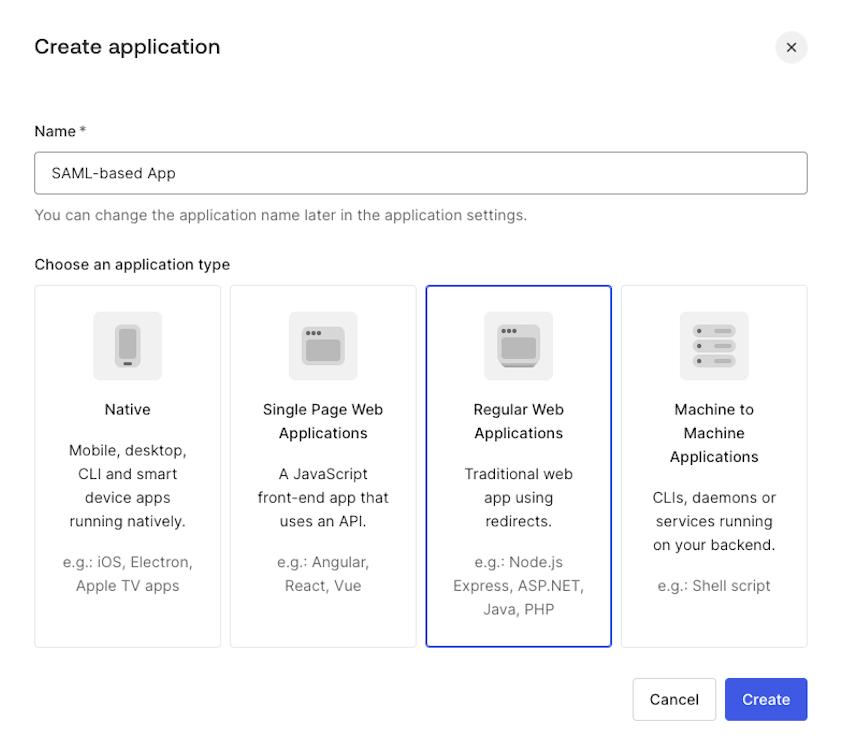 Create application
Name *
SAML-based App
You can change the application name later in the application settings.
Choose an application type
Native
Mobile, desktop,
CLI and smart
device apps
running natively.
e.g.: iOS, Electron,
Apple TV apps
Single Page Web
Applications
A JavaScript
front-end app that
uses an API.
e.g.: Angular,
React, Vue
Regular Web
Applications
Traditional web
app using
redirects.
e.g.: Node.js
Express, ASP.NET,
Java, PHP
Machine to
Machine
Applications
CLIs, daemons or
services running
on your backend.
e.g.: Shell script
Cancel
Create